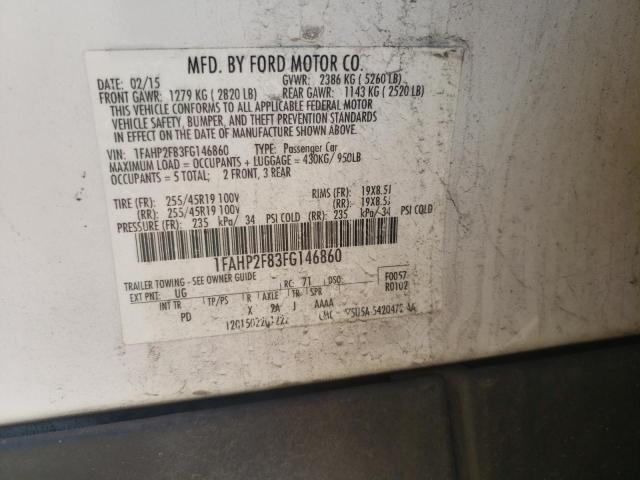 MFD. BY FORD MOTOR CO.
DATE: 02/15 GVWR: 2386 KG ( 5260 LB)
FRONT GAWR: 1279 KG ( 2820 LB) REAR GAWR: 1143 KG ( 2520 LB)
THIS VEHICLE CONFORMS TO ALL APPLICABLE FEDERAL MOTOR
VEHICLE SAFETY, BUMPER, AND THEFT PREVENTION STANDARDS
IN EFFECT ON THE DATE OF MANUFACTURE SHOWN ABOVE.
VIN: 1FAHP2F83FG146860 TYPE: Passenger Car
MAXIMUM LOAD = OCCUPANTS + LUGGAGE = 430KG/ 950LB
OCCUPANTS = 5 TOTAL; 2 FRONT, 3 REAR
TIRE (FR): 255/45R19 100V RIMS (FR): 19X8.5J
(RR): 255/45R19 100V (RR): 19X8.5J
PRESSURE (FR): 235 kPa/ 34 PSI COLD (RR): 235 kPa/ 34 PSI COLD
1FAHP2F83FG146860
TRAILER TOWING - SEE OWNER GUIDE
EXT PNT: UG RC: 71 DSO: F0057
INT TR TP/PS R AXLE TR SPR R0102
PD X 2A J AAAA